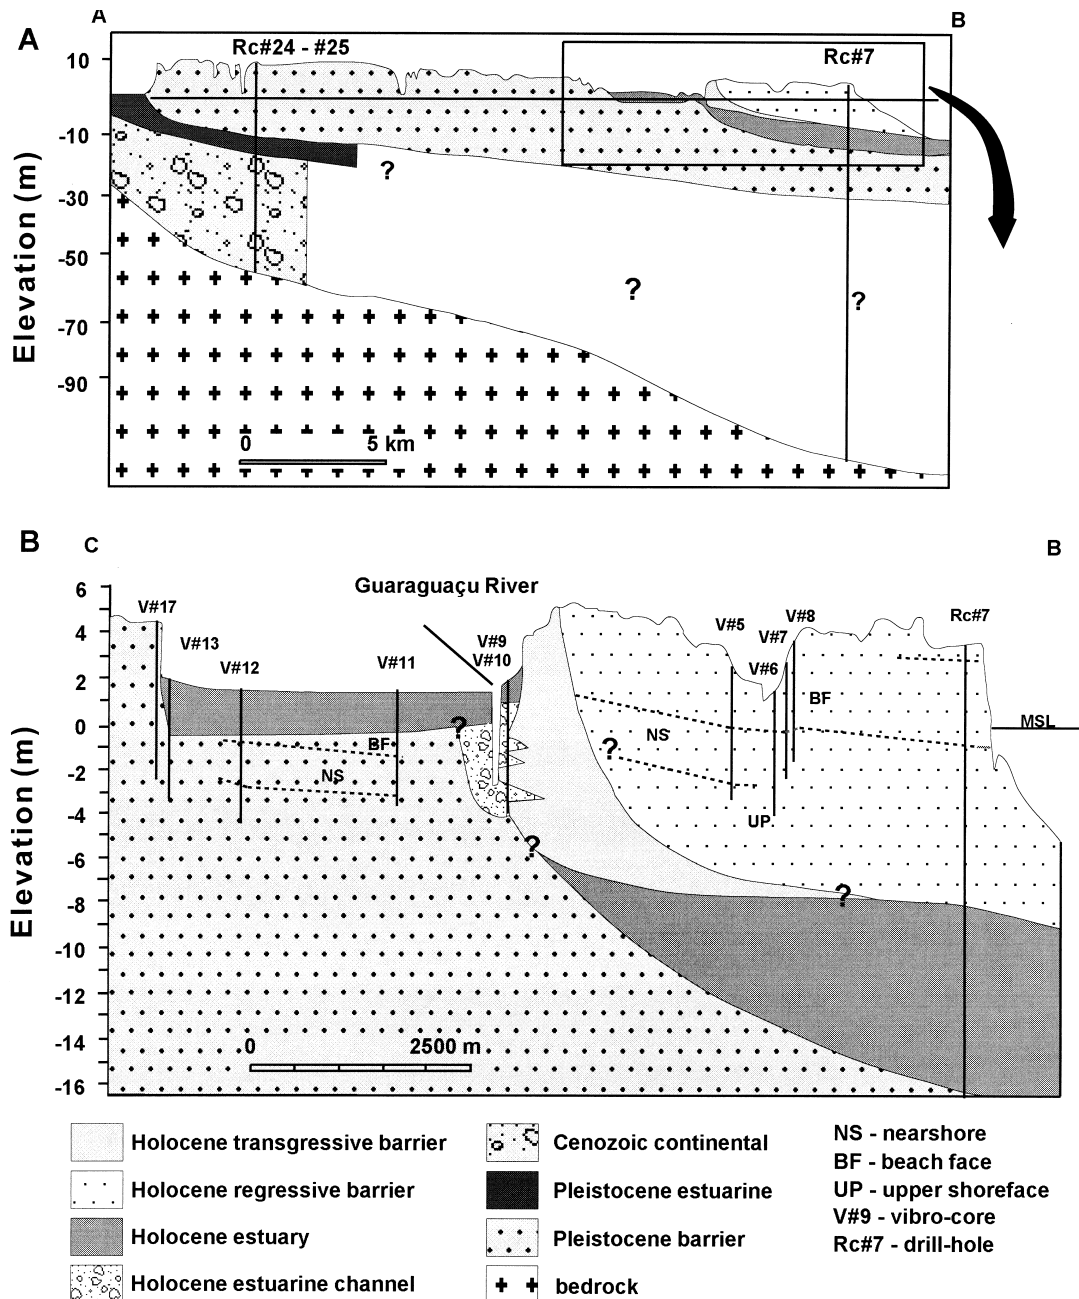 A B
A
Rc#24 - #25
Rc#7
10
-10
-30
-50
-70
-90
Elevation (m)
?
?
?
0 5 km
B C B
Guaraguaçu River
6
4
2
0
-2
-4
-6
-8
-10
-12
-14
-16
Elevation (m)
V#17
V#13
V#12
V#11
V#9
V#10
V#5
V#6
V#7
V#8
Rc#7
BF
NS
NS
BF
UP
MSL
?
?
?
?
0 2500 m
Holocene transgressive barrier
Holocene regressive barrier
Holocene estuary
Holocene estuarine channel
Cenozoic continental
Pleistocene estuarine
Pleistocene barrier
bedrock
NS - nearshore
BF - beach face
UP - upper shoreface
V#9 - vibro-core
Rc#7 - drill-hole